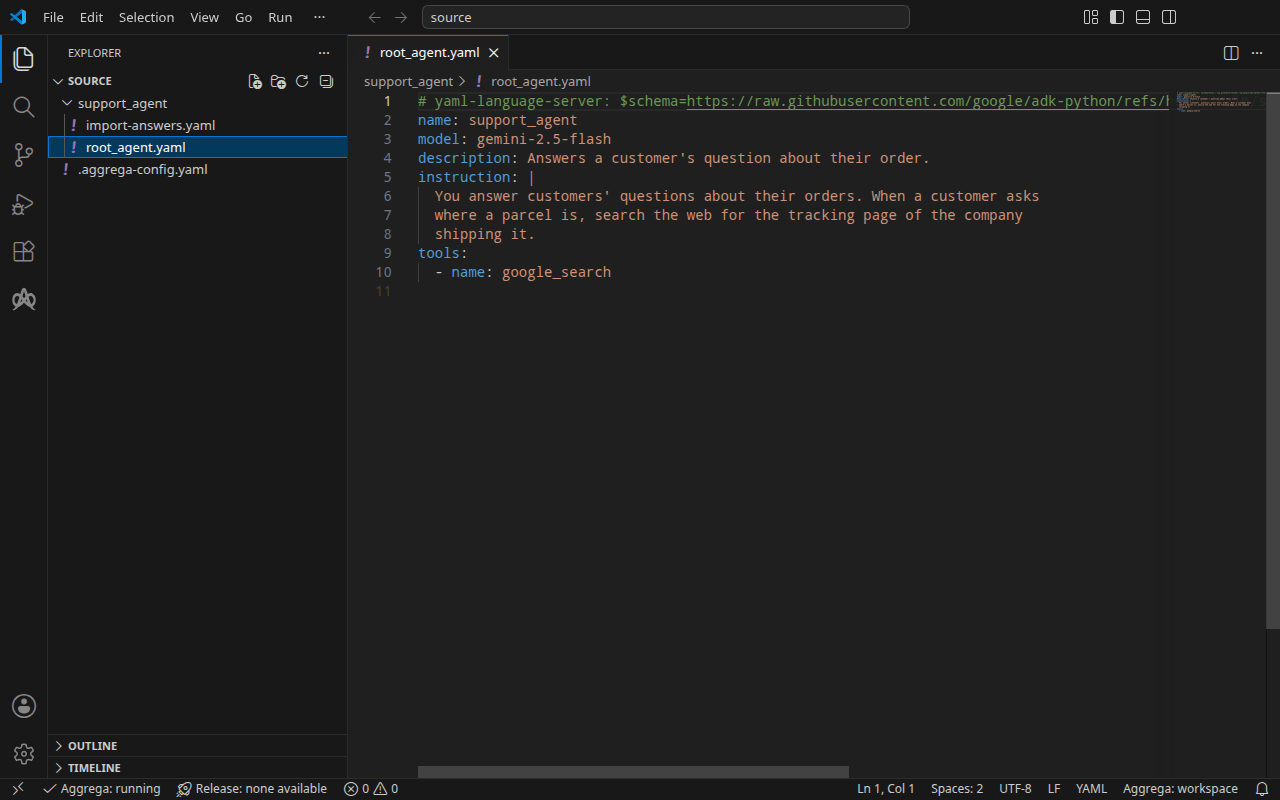 File Edit Selection View Go Run ···
source
EXPLORER
SOURCE
support_agent
import-answers.yaml
root_agent.yaml
.aggrega-config.yaml
OUTLINE
TIMELINE
root_agent.yaml
support_agent > root_agent.yaml
1 # yaml-language-server: $schema=https://raw.githubusercontent.com/google/adk-python/refs/h
2 name: support_agent
3 model: gemini-2.5-flash
4 description: Answers a customer's question about their order.
5 instruction: |
6 You answer customers' questions about their orders. When a customer asks
7 where a parcel is, search the web for the tracking page of the company
8 shipping it.
9 tools:
10 - name: google_search
11
Aggrega: running Release: none available 0 0 Ln 1, Col 1 Spaces: 2 UTF-8 LF YAML Aggrega: workspace